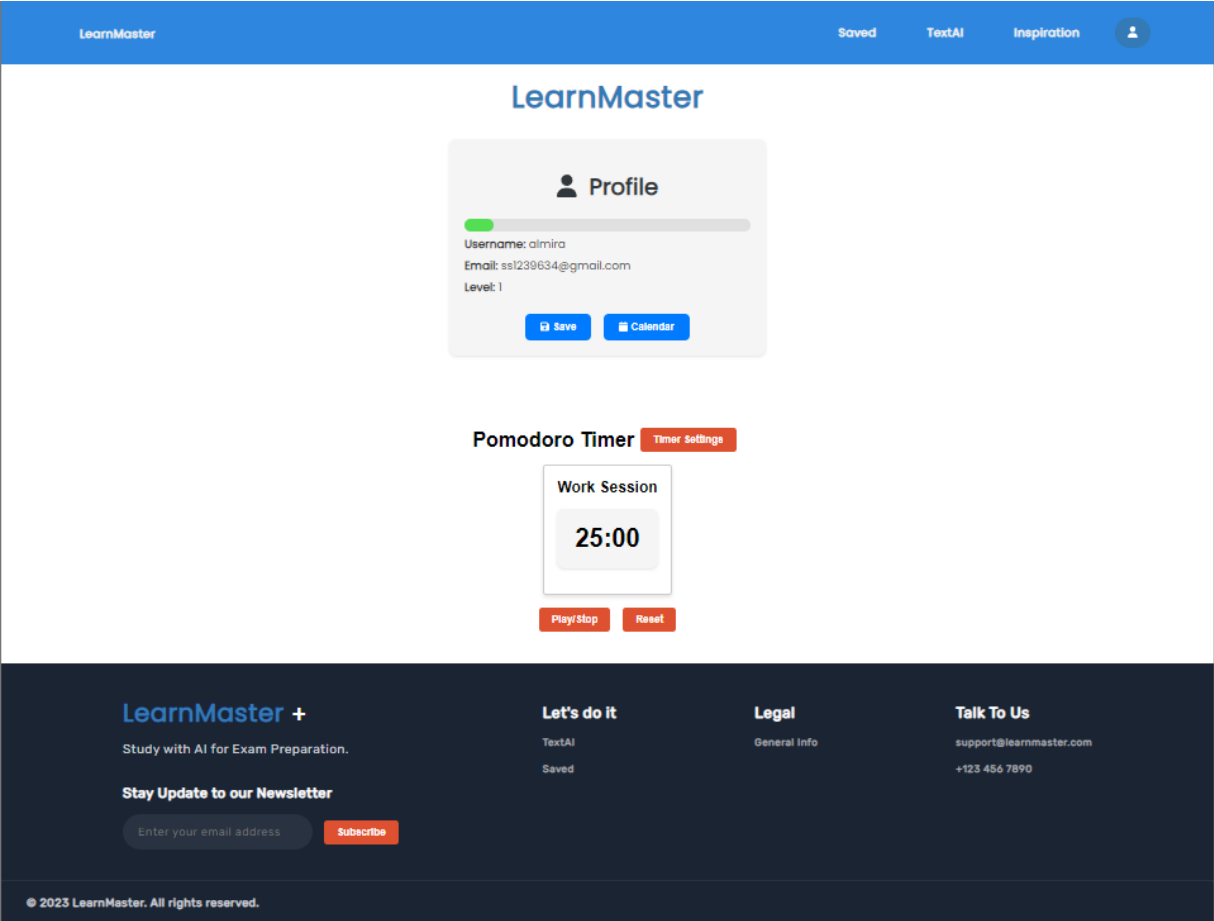 LearnMaster
Saved
TextAI
Inspiration
LearnMaster
Profile
Username: almira
Email: ss1239634@gmail.com
Level: 1
Save
Calendar
Pomodoro Timer
Timer Settings
Work Session
25:00
Play/Stop
Reset
LearnMaster +
Study with AI for Exam Preparation.
Stay Update to our Newsletter
Enter your email address
Subscribe
Let's do it
TextAI
Saved
Legal
General Info
Talk To Us
support@learnmaster.com
+123 456 7890
© 2023 LearnMaster. All rights reserved.